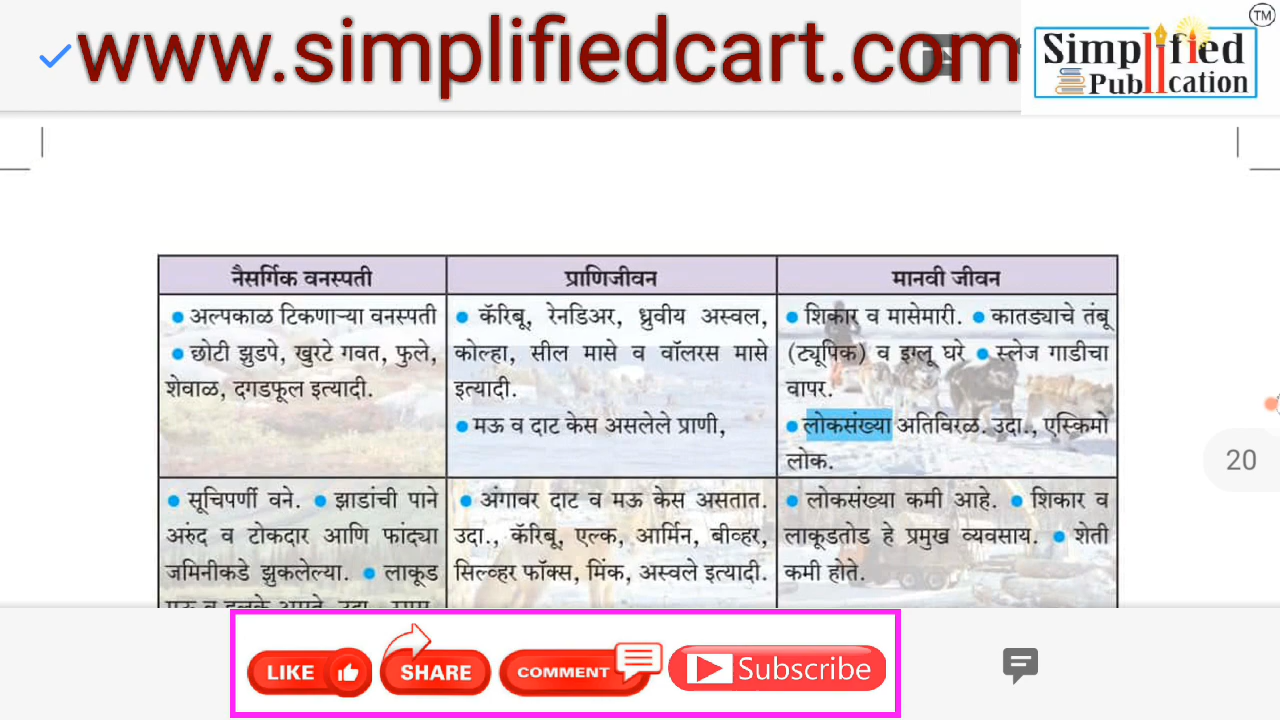 www.simplifiedcart.com
TM
Simplified
Publication
नैसर्गिक वनस्पती
● अल्पकाळ टिकणाऱ्या वनस्पती
● छोटी झुडपे, खुरटे गवत, फुले,
शेवाळ, दगडफूल इत्यादी.
प्राणिजीवन
● कॅरिबू, रेनडिअर, ध्रुवीय अस्वल,
कोल्हा, सील मासे व वॉलरस मासे
इत्यादी.
● मऊ व दाट केस असलेले प्राणी,
मानवी जीवन
● शिकार व मासेमारी. ● कातड्याचे तंबू
(ट्यूपिक) व इग्लू घरे ● स्लेज गाडीचा
वापर.
● लोकसंख्या अतिविरळ. उदा., एस्किमो
लोक.
● सूचिपर्णी वने. ● झाडांची पाने
अरुंद व टोकदार आणि फांद्या
जमिनीकडे झुकलेल्या. ● लाकूड
● अंगावर दाट व मऊ केस असतात.
उदा., कॅरिबू, एल्क, आर्मिन, बीव्हर,
सिल्व्हर फॉक्स, मिंक, अस्वले इत्यादी.
● लोकसंख्या कमी आहे. ● शिकार व
लाकूडतोड हे प्रमुख व्यवसाय. ● शेती
कमी होते.
20
LIKE
SHARE
COMMENT
Subscribe